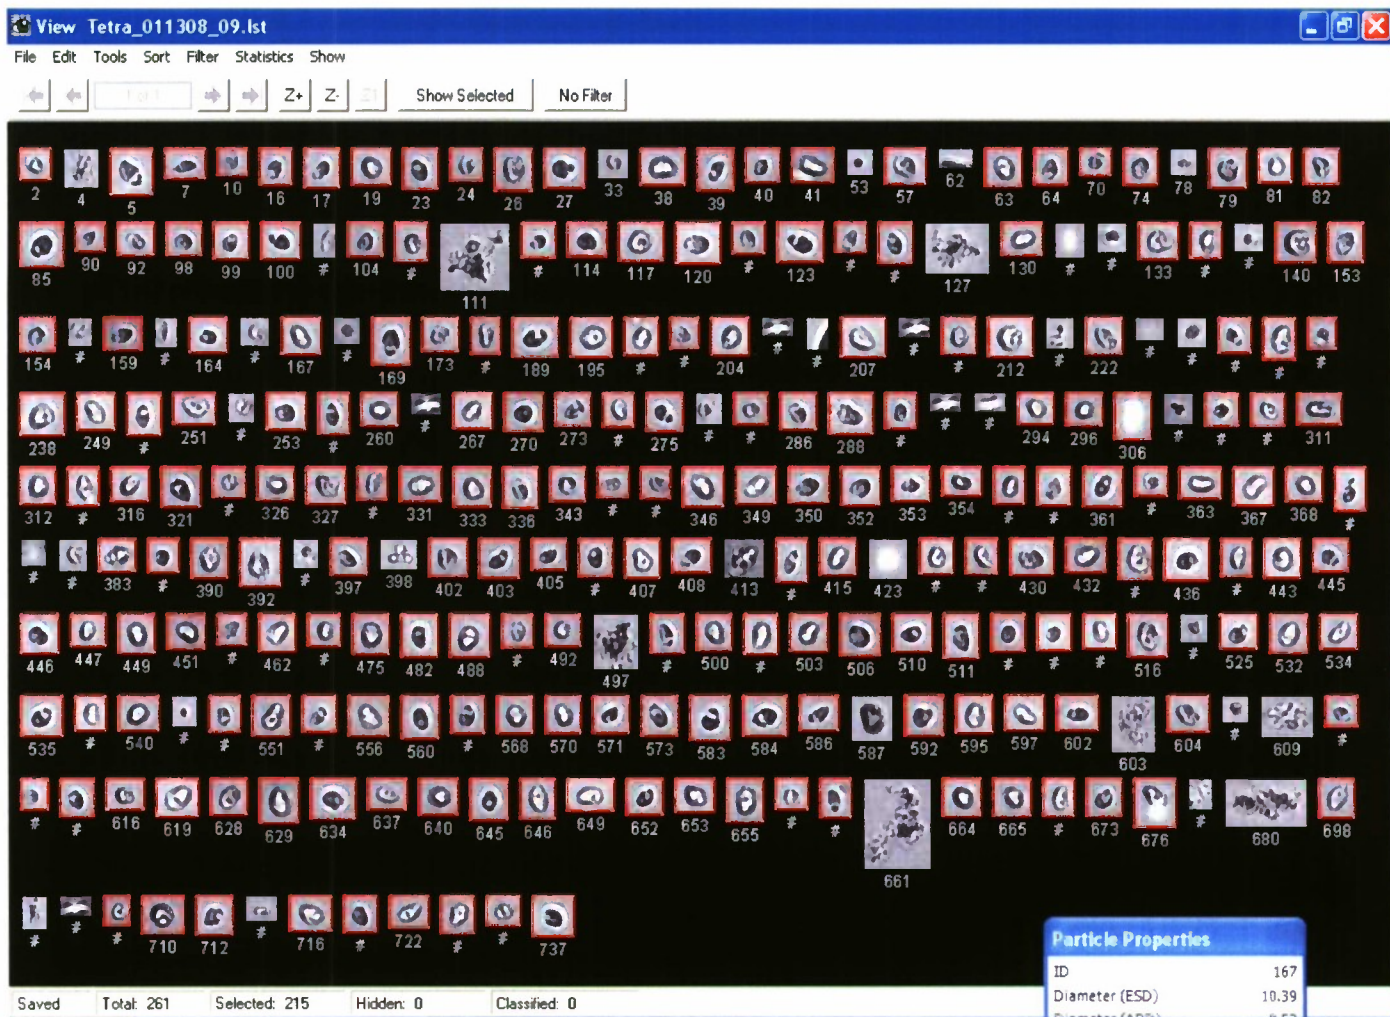 View Tetra_011308_09.lst
File Edit Tools Sort Filter Statistics Show
Z+ Z- Show Selected No Filter
2 4 5 7 10 16 17 19 23 24 26 27 33 38 39 40 41 53 57 62 63 64 70 74 78 79 81 82
85 90 92 98 99 100 # 104 # 111 # 114 117 120 # 123 # # 127 130 # # 133 # # 140 153
154 # 159 # 164 # 167 # 169 173 # 189 195 # # 204 # # 207 # # 212 # 222 # # # # #
238 249 # 251 # 253 # 260 # 267 270 273 # 275 # # 286 288 # # # 294 296 306 # # # 311
312 # 316 321 # 326 327 # 331 333 336 343 # # 346 349 350 352 353 354 # # 361 # 363 367 368 #
# # 383 # 390 392 # 397 398 402 403 405 # 407 408 413 # 415 423 # # 430 432 # 436 # 443 445
446 447 449 451 # 462 # 475 482 488 # 492 497 # 500 # 503 506 510 511 # # # 516 # 525 532 534
535 # 540 # # 551 # 556 560 # 568 570 571 573 583 584 586 587 592 595 597 602 603 604 # 609 #
# # 616 619 628 629 634 637 640 645 646 649 652 653 655 # # 661 664 665 # 673 676 # 680 698
# # # 710 712 # 716 # 722 # # 737
Particle Properties
ID 167
Diameter (ESD) 10.39
Saved Total: 261 Selected: 215 Hidden: 0 Classified: 0